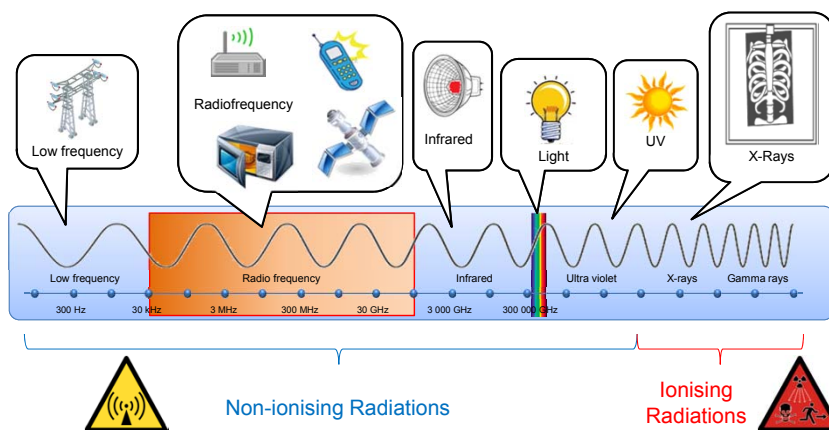 Low frequency
Radiofrequency
Infrared
Light
UV
X-Rays
Low frequency
Radio frequency
Infrared
Ultra violet
X-rays
Gamma rays
300 Hz
30 kHz
3 MHz
300 MHz
30 GHz
3 000 GHz
300 000 GHz
Non-ionising Radiations
Ionising
Radiations